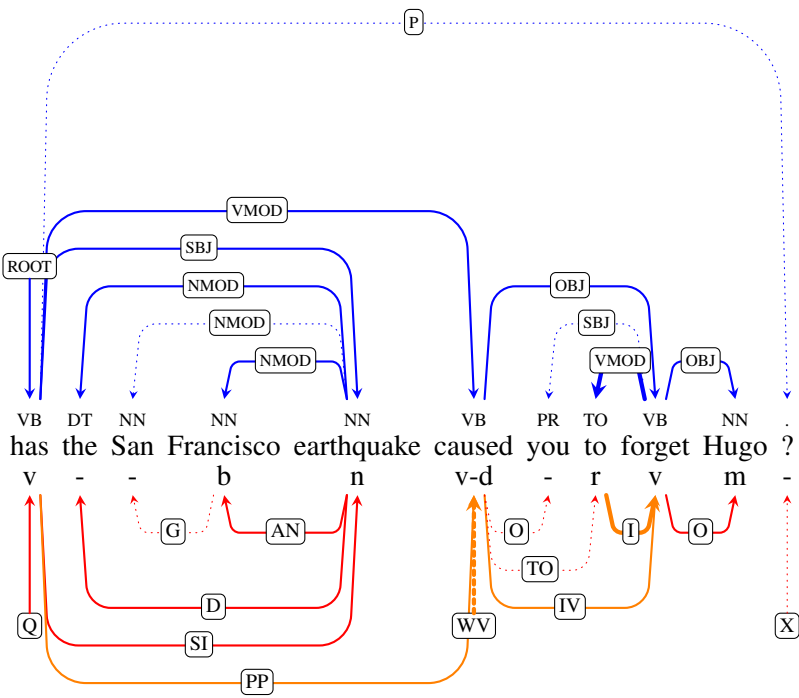 P
VMOD
SBJ
ROOT
NMOD OBJ
NMOD SBJ
NMOD VMOD OBJ
VB DT NN NN NN VB PR TO VB NN .
has the San Francisco earthquake caused you to forget Hugo ?
v - - b n v-d - r v m -
G AN O I O
TO
D IV
Q WV X
SI
PP